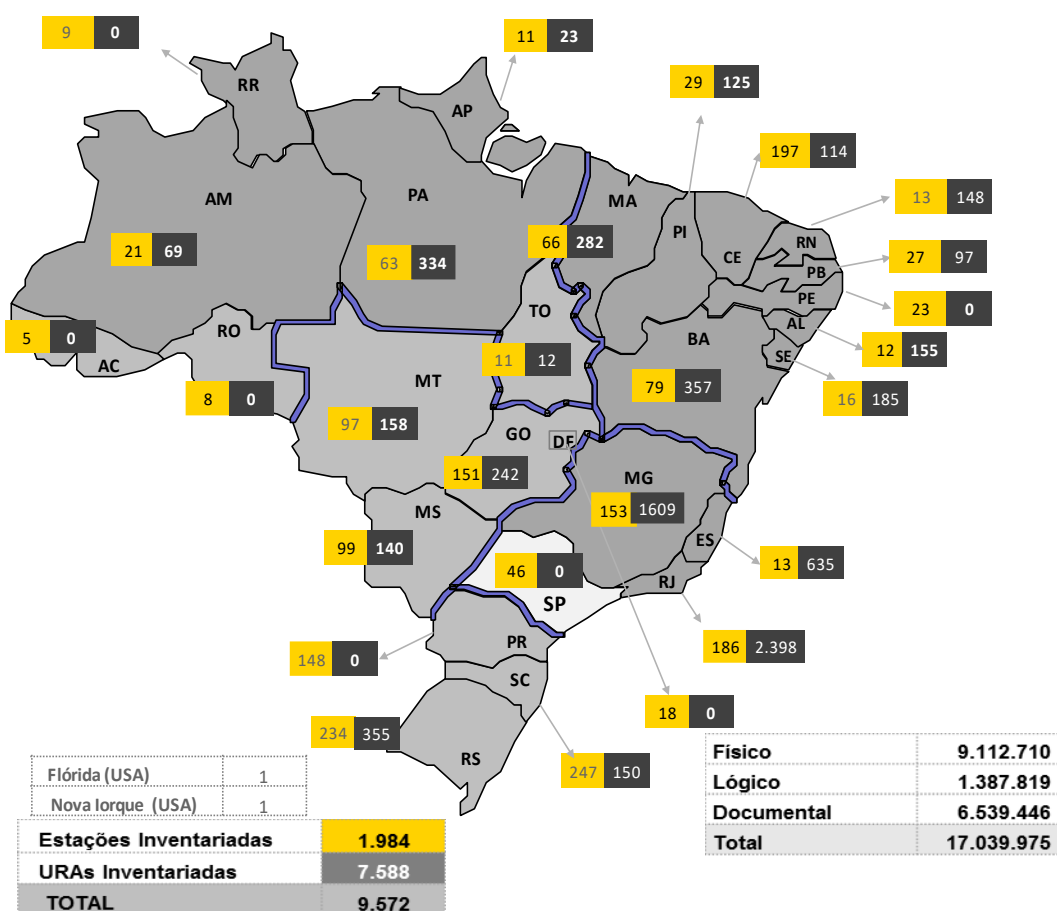 9 0
11 23
RR
29 125
AP
197 114
AM
PA
MA
13 148
PI
CE
RN
21 69
63 334
66 282
27 97
PB
PE
TO
23 0
RO
5 0
AC
BA
AL
12 155
SE
11 12
MT
79 357
16 185
8 0
97 158
GO
DF
151 242
MG
MS
153 1609
99 140
ES
46 0
13 635
RJ
SP
148 0
PR
186 2.398
SC
18 0
234 355
RS
247 150
Flórida (USA) 1
Nova Iorque (USA) 1
Estações Inventariadas 1.984
URAs Inventariadas 7.588
TOTAL 9.572
Físico 9.112.710
Lógico 1.387.819
Documental 6.539.446
Total 17.039.975